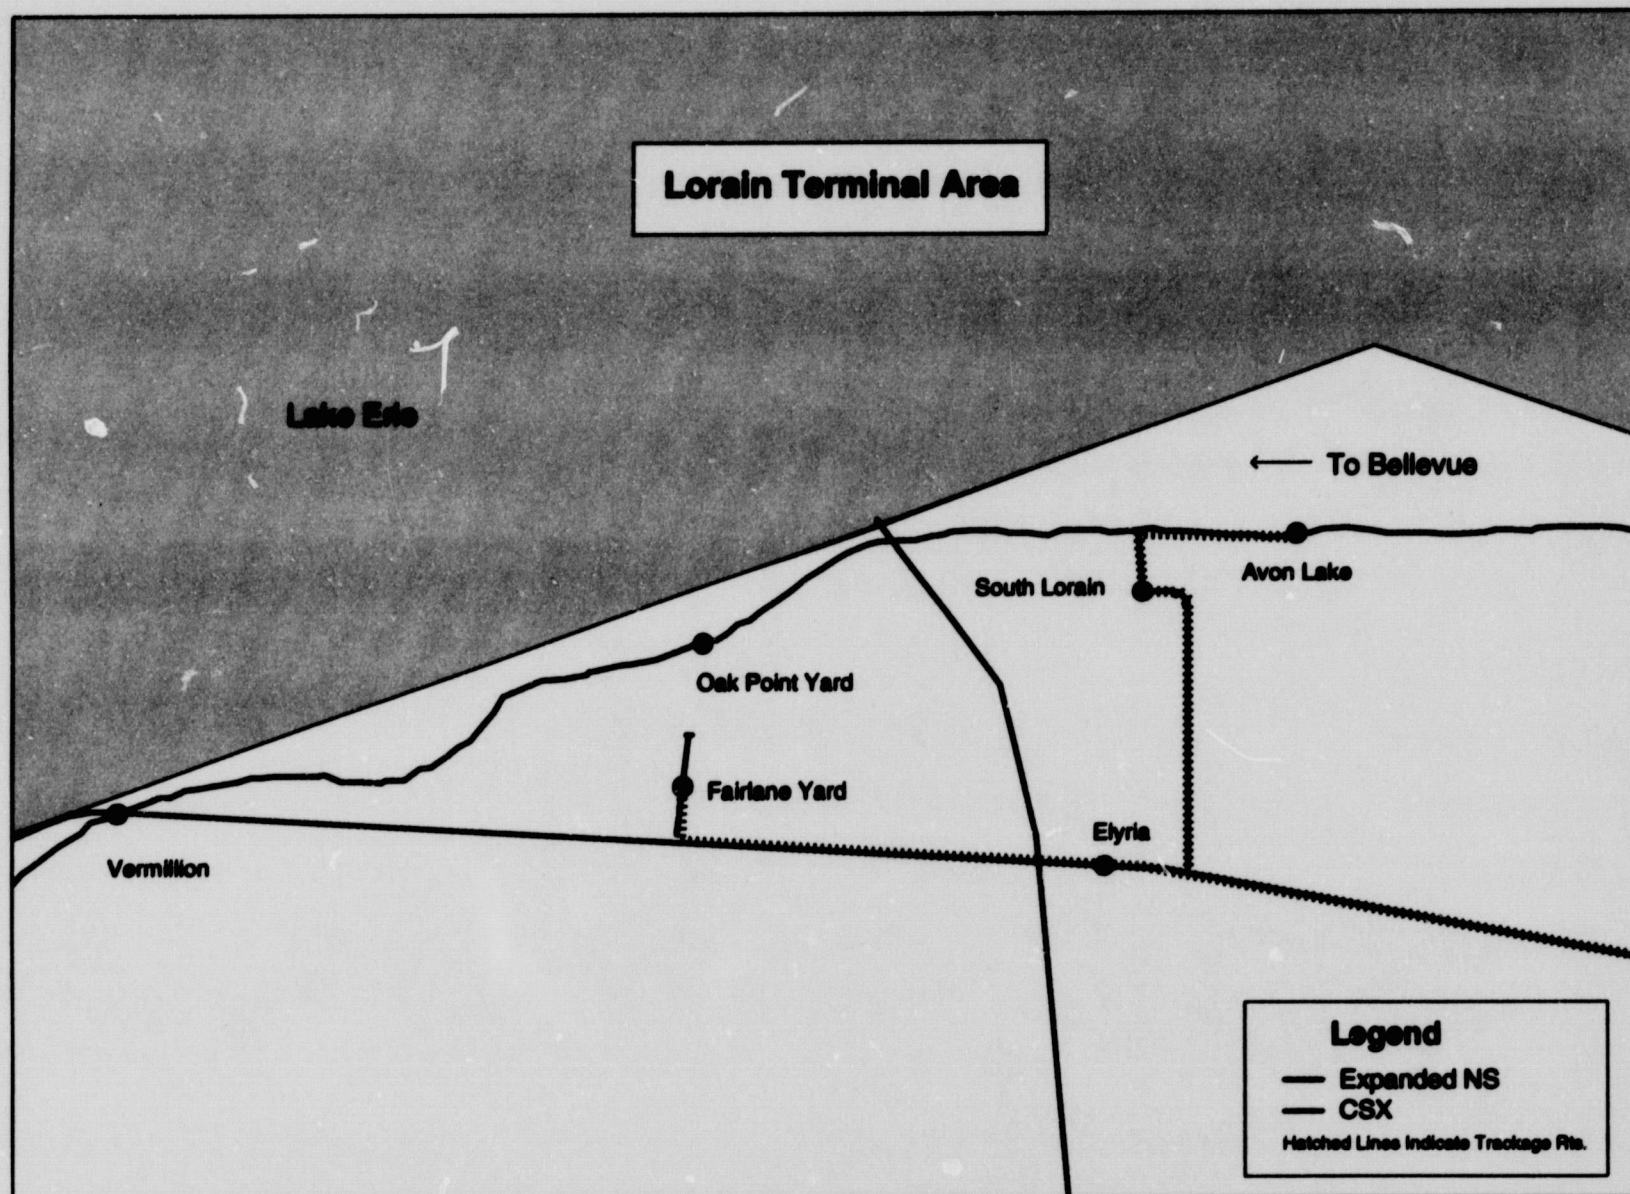 Lorain Terminal Area
Lake Erie
← To Bellevue
South Lorain
Avon Lake
Oak Point Yard
Fairlane Yard
Elyria
Vermillion
Legend
Expanded NS
CSX
Hatched Lines Indicate Trackage Rts.